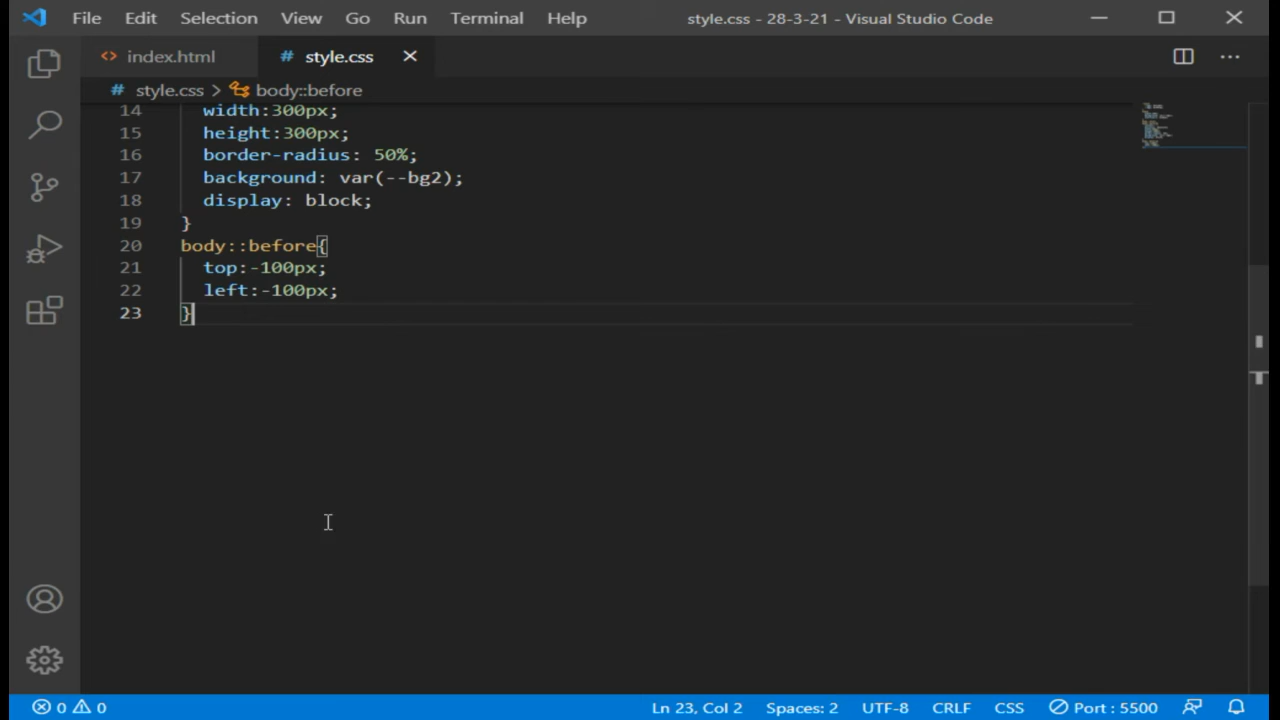 File Edit Selection View Go Run Terminal Help style.css - 28-3-21 - Visual Studio Code
index.html # style.css
# style.css > body::before
14 width:300px;
15 height:300px;
16 border-radius: 50%;
17 background: var(--bg2);
18 display: block;
19 }
20 body::before{
21 top:-100px;
22 left:-100px;
23 }
0 0 Ln 23, Col 2 Spaces: 2 UTF-8 CRLF CSS Port : 5500